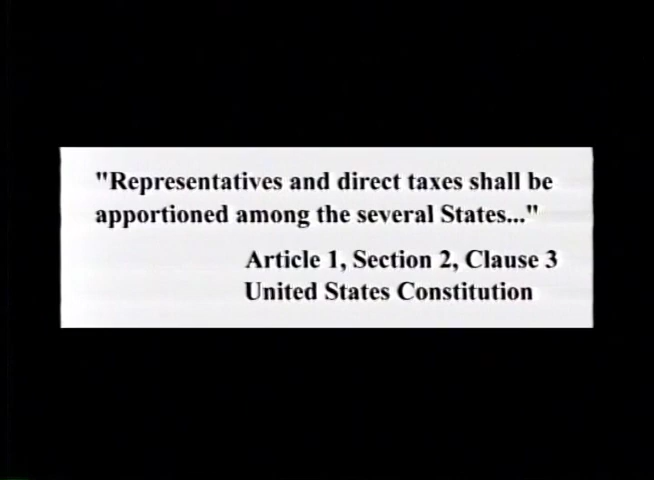 "Representatives and direct taxes shall be
apportioned among the several States..."
Article 1, Section 2, Clause 3
United States Constitution